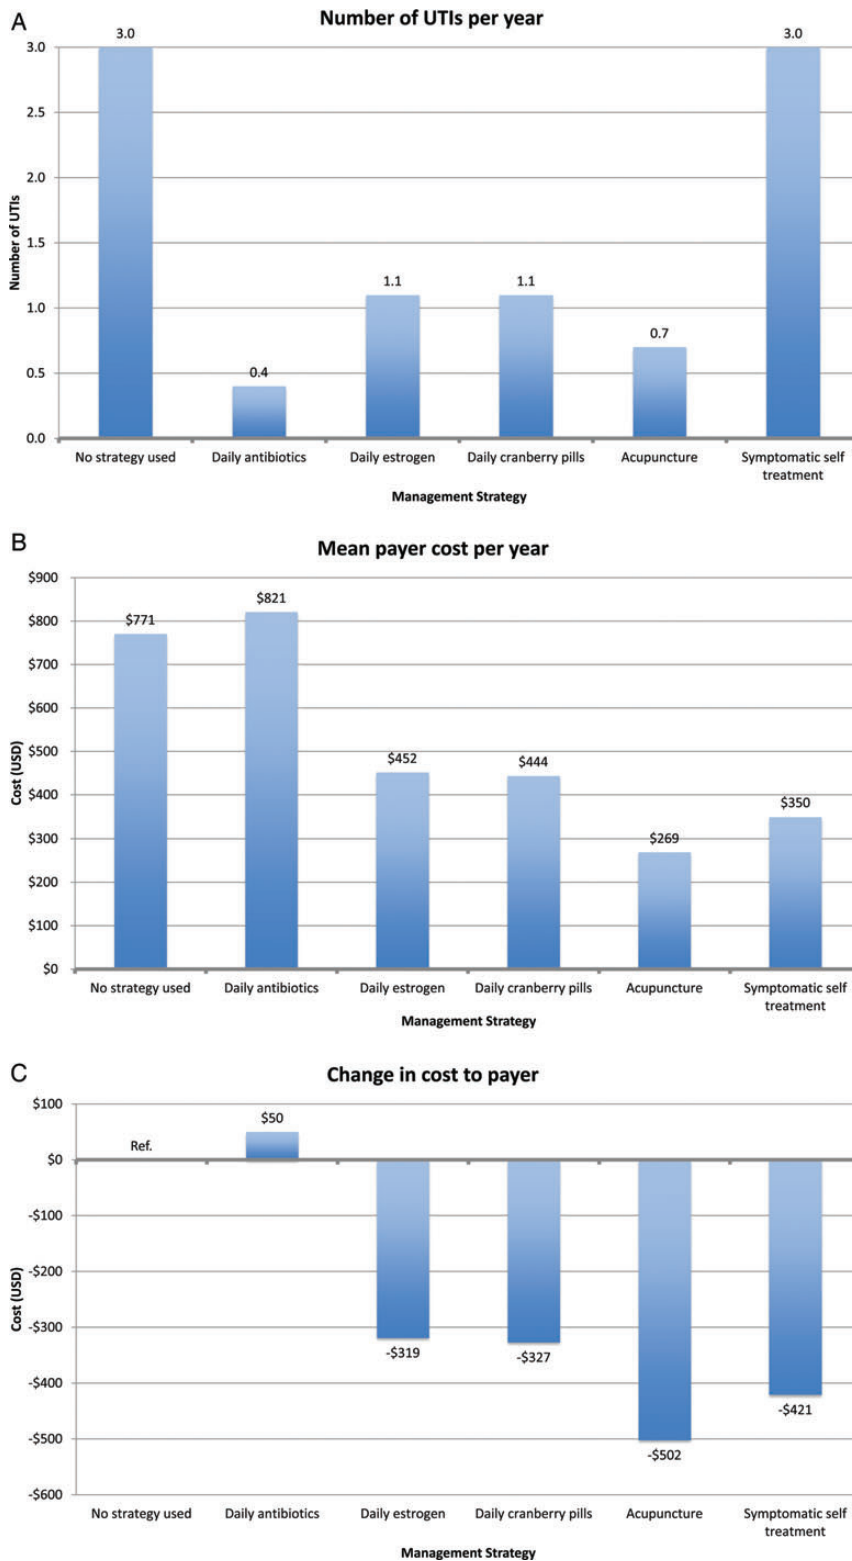 A
Number of UTIs per year
3.0
3.0
3.0
2.5
2.0
1.5
1.1
1.1
1.0
0.7
0.5
0.4
0.0
Number of UTIs
No strategy used
Daily antibiotics
Daily estrogen
Daily cranberry pills
Acupuncture
Symptomatic self
treatment
Management Strategy
B
Mean payer cost per year
$900
$800
$700
$600
$500
$400
$300
$200
$100
$0
Cost (USD)
$771
$821
$452
$444
$269
$350
No strategy used
Daily antibiotics
Daily estrogen
Daily cranberry pills
Acupuncture
Symptomatic self
treatment
Management Strategy
C
Change in cost to payer
$100
$0
-$100
-$200
-$300
-$400
-$500
-$600
Cost (USD)
Ref.
$50
-$319
-$327
-$502
-$421
No strategy used
Daily antibiotics
Daily estrogen
Daily cranberry pills
Acupuncture
Symptomatic self
treatment
Management Strategy